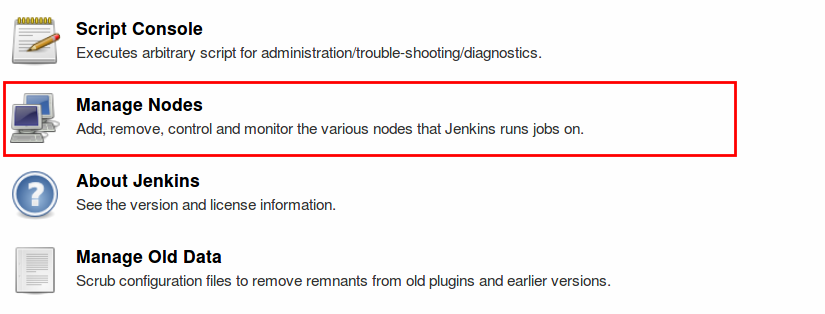 Script Console
Executes arbitrary script for administration/trouble-shooting/diagnostics.
Manage Nodes
Add, remove, control and monitor the various nodes that Jenkins runs jobs on.
?
About Jenkins
See the version and license information.
Manage Old Data
Scrub configuration files to remove remnants from old plugins and earlier versions.